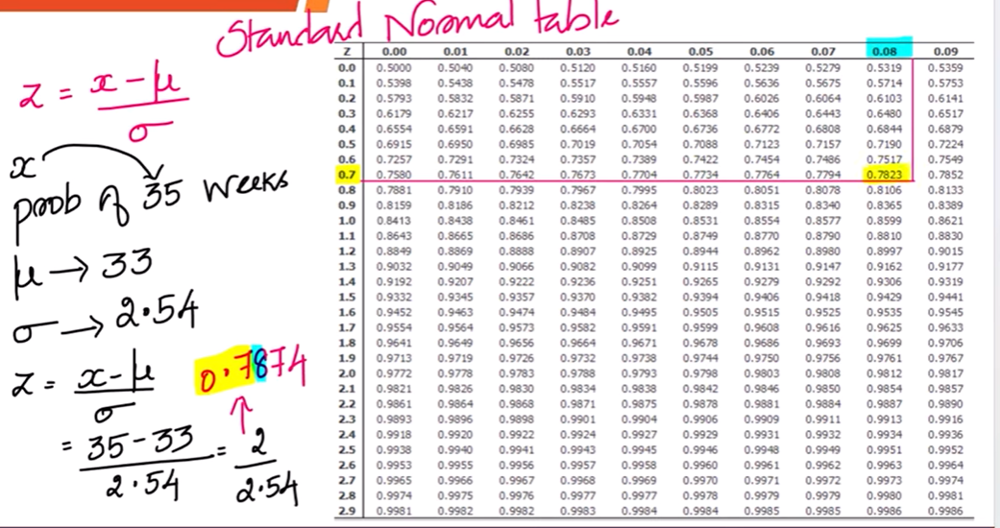 Standard Normal table
z = x - μ
σ
x
prob of 35 weeks
μ → 33
σ → 2.54
z = x - μ
σ
0.7874
= 35 - 33 = 2
2.54 2.54
Z 0.00 0.01 0.02 0.03 0.04 0.05 0.06 0.07 0.08 0.09
0.0 0.5000 0.5040 0.5080 0.5120 0.5160 0.5199 0.5239 0.5279 0.5319 0.5359
0.1 0.5398 0.5438 0.5478 0.5517 0.5557 0.5596 0.5636 0.5675 0.5714 0.5753
0.2 0.5793 0.5832 0.5871 0.5910 0.5948 0.5987 0.6026 0.6064 0.6103 0.6141
0.3 0.6179 0.6217 0.6255 0.6293 0.6331 0.6368 0.6406 0.6443 0.6480 0.6517
0.4 0.6554 0.6591 0.6628 0.6664 0.6700 0.6736 0.6772 0.6808 0.6844 0.6879
0.5 0.6915 0.6950 0.6985 0.7019 0.7054 0.7088 0.7123 0.7157 0.7190 0.7224
0.6 0.7257 0.7291 0.7324 0.7357 0.7389 0.7422 0.7454 0.7486 0.7517 0.7549
0.7 0.7580 0.7611 0.7642 0.7673 0.7704 0.7734 0.7764 0.7794 0.7823 0.7852
0.8 0.7881 0.7910 0.7939 0.7967 0.7995 0.8023 0.8051 0.8078 0.8106 0.8133
0.9 0.8159 0.8186 0.8212 0.8238 0.8264 0.8289 0.8315 0.8340 0.8365 0.8389
1.0 0.8413 0.8438 0.8461 0.8485 0.8508 0.8531 0.8554 0.8577 0.8599 0.8621
1.1 0.8643 0.8665 0.8686 0.8708 0.8729 0.8749 0.8770 0.8790 0.8810 0.8830
1.2 0.8849 0.8869 0.8888 0.8907 0.8925 0.8944 0.8962 0.8980 0.8997 0.9015
1.3 0.9032 0.9049 0.9066 0.9082 0.9099 0.9115 0.9131 0.9147 0.9162 0.9177
1.4 0.9192 0.9207 0.9222 0.9236 0.9251 0.9265 0.9279 0.9292 0.9306 0.9319
1.5 0.9332 0.9345 0.9357 0.9370 0.9382 0.9394 0.9406 0.9418 0.9429 0.9441
1.6 0.9452 0.9463 0.9474 0.9484 0.9495 0.9505 0.9515 0.9525 0.9535 0.9545
1.7 0.9554 0.9564 0.9573 0.9582 0.9591 0.9599 0.9608 0.9616 0.9625 0.9633
1.8 0.9641 0.9649 0.9656 0.9664 0.9671 0.9678 0.9686 0.9693 0.9699 0.9706
1.9 0.9713 0.9719 0.9726 0.9732 0.9738 0.9744 0.9750 0.9756 0.9761 0.9767
2.0 0.9772 0.9778 0.9783 0.9788 0.9793 0.9798 0.9803 0.9808 0.9812 0.9817
2.1 0.9821 0.9826 0.9830 0.9834 0.9838 0.9842 0.9846 0.9850 0.9854 0.9857
2.2 0.9861 0.9864 0.9868 0.9871 0.9875 0.9878 0.9881 0.9884 0.9887 0.9890
2.3 0.9893 0.9896 0.9898 0.9901 0.9904 0.9906 0.9909 0.9911 0.9913 0.9916
2.4 0.9918 0.9920 0.9922 0.9924 0.9927 0.9929 0.9931 0.9932 0.9934 0.9936
2.5 0.9938 0.9940 0.9941 0.9943 0.9945 0.9946 0.9948 0.9949 0.9951 0.9952
2.6 0.9953 0.9955 0.9956 0.9957 0.9958 0.9960 0.9961 0.9962 0.9963 0.9964
2.7 0.9965 0.9966 0.9967 0.9968 0.9969 0.9970 0.9971 0.9972 0.9973 0.9974
2.8 0.9974 0.9975 0.9976 0.9977 0.9977 0.9978 0.9979 0.9979 0.9980 0.9981
2.9 0.9981 0.9982 0.9982 0.9983 0.9984 0.9984 0.9985 0.9985 0.9986 0.9986